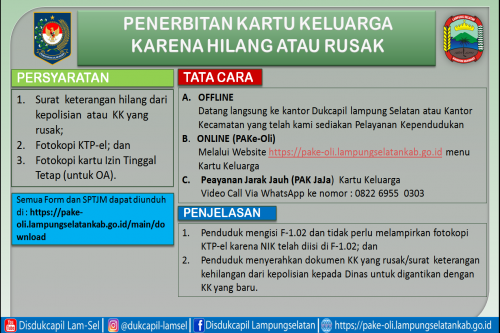 PENERBITAN KARTU KELUARGA
KARENA HILANG ATAU RUSAK
PERSYARATAN
1. Surat keterangan hilang dari
kepolisian atau KK yang
rusak;
2. Fotokopi KTP-el; dan
3. Fotokopi kartu Izin Tinggal
Tetap (untuk OA).
Semua Form dan SPTJM dapat diunduh
di : https://pake-
oli.lampungselatankab.go.id/main/do
wnload
TATA CARA
A. OFFLINE
Datang langsung ke kantor Dukcapil lampung Selatan atau Kantor
Kecamatan yang telah kami sediakan Pelayanan Kependudukan
B. ONLINE (PAKe-Oli)
Melalui Website https://pake-oli.lampungselatankab.go.id menu
Kartu Keluarga
C. Peayanan Jarak Jauh (PAK JaJa) Kartu Keluarga
Video Call Via WhatsApp ke nomor : 0822 6955 0303
PENJELASAN
1. Penduduk mengisi F-1.02 dan tidak perlu melampirkan fotokopi
KTP-el karena NIK telah diisi di F-1.02; dan
2. Penduduk menyerahkan dokumen KK yang rusak/surat keterangan
kehilangan dari kepolisian kepada Dinas untuk digantikan dengan
KK yang baru.
Disdukcapil Lam-Sel | @dukcapil-lamsel | Disdukcapil Lampungselatan | https://pake-oli.lampungselatankab.go.id